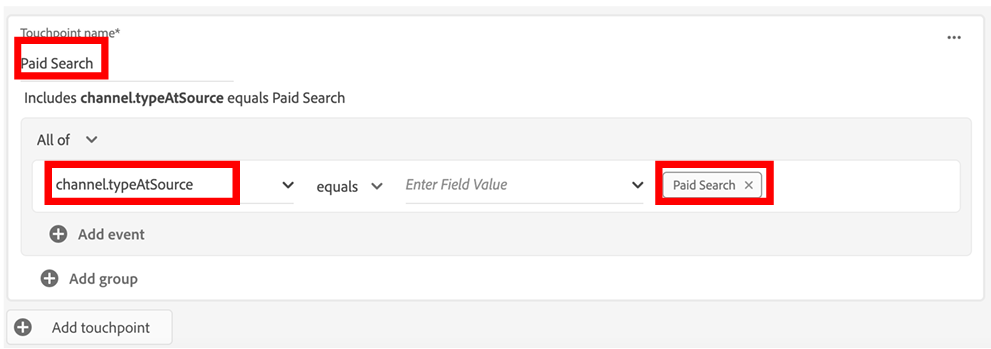 Touchpoint name*
Paid Search
Includes channel.typeAtSource equals Paid Search
All of
channel.typeAtSource equals Enter Field Value Paid Search ×
Add event
Add group
Add touchpoint